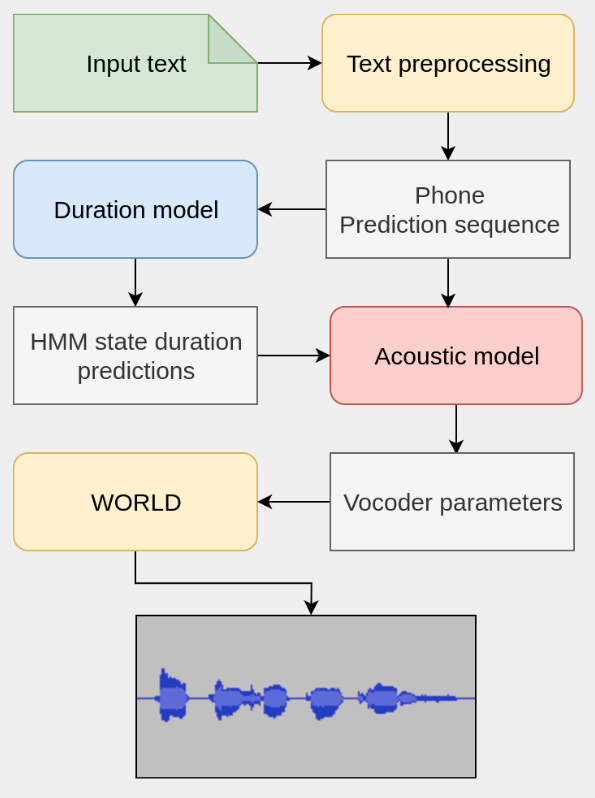 Input text
Text preprocessing
Duration model
Phone
Prediction sequence
HMM state duration
predictions
Acoustic model
WORLD
Vocoder parameters